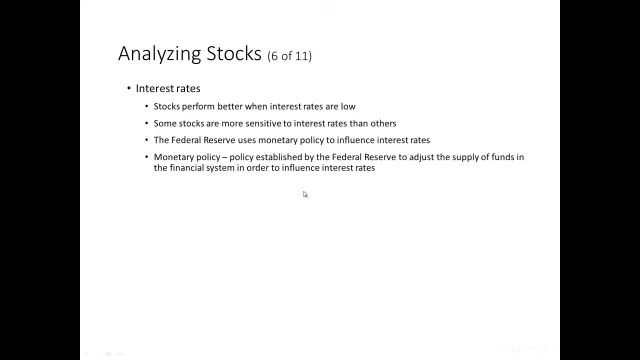 Analyzing Stocks (6 of 11)
• Interest rates
• Stocks perform better when interest rates are low
• Some stocks are more sensitive to interest rates than others
• The Federal Reserve uses monetary policy to influence interest rates
• Monetary policy – policy established by the Federal Reserve to adjust the supply of funds in
the financial system in order to influence interest rates